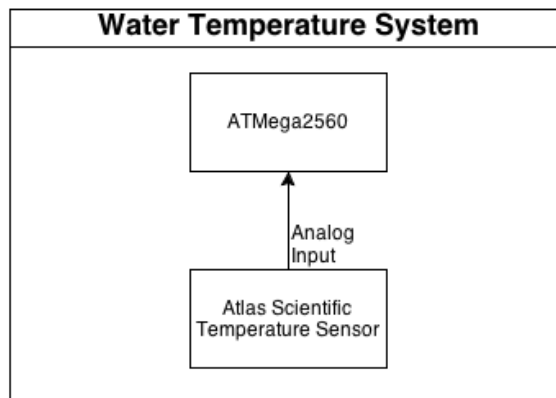 Water Temperature System
ATMega2560
Analog
Input
Atlas Scientific
Temperature Sensor